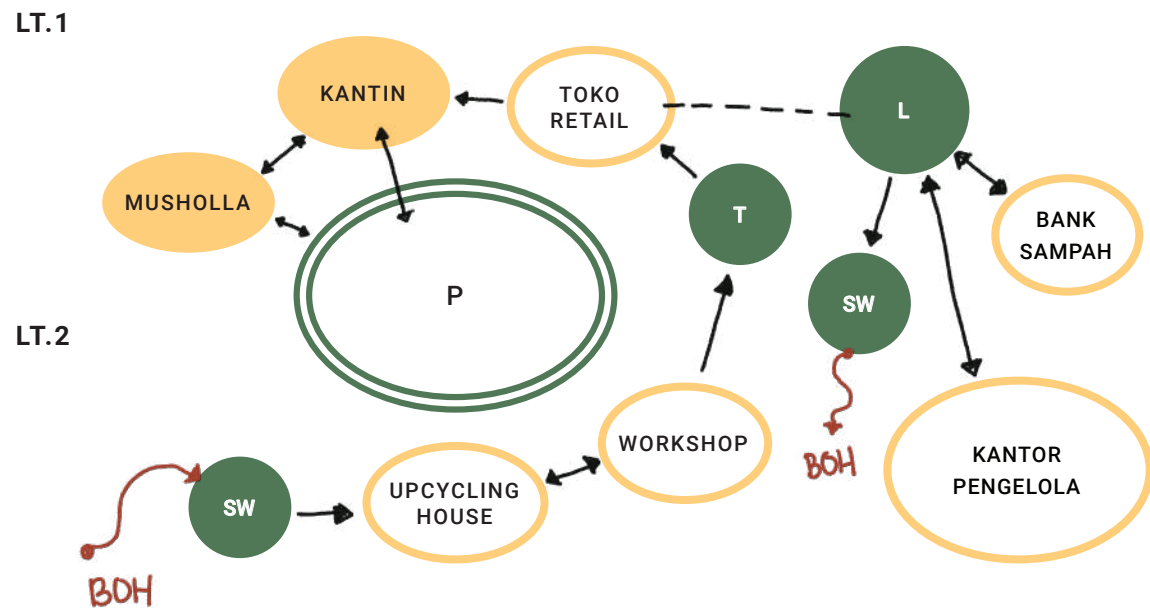 LT.1
KANTIN
TOKO
RETAIL
L
MUSHOLLA
T
BANK
SAMPAH
P
SW
LT.2
WORKSHOP
BOH
KANTOR
PENGELOLA
SW
UPCYCLING
HOUSE
BOH